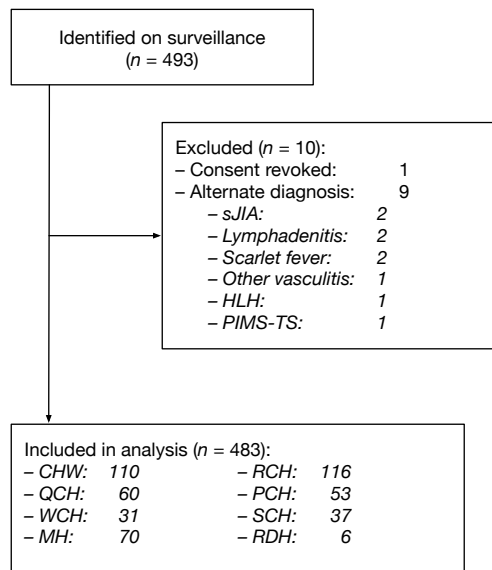 Identified on surveillance
(n = 493)
Excluded (n = 10):
– Consent revoked: 1
– Alternate diagnosis: 9
– sJIA: 2
– Lymphadenitis: 2
– Scarlet fever: 2
– Other vasculitis: 1
– HLH: 1
– PIMS-TS: 1
Included in analysis (n = 483):
– CHW: 110 – RCH: 116
– QCH: 60 – PCH: 53
– WCH: 31 – SCH: 37
– MH: 70 – RDH: 6